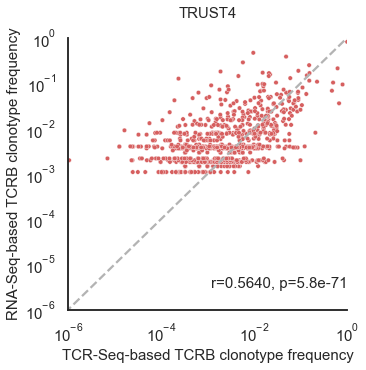 TRUST4
RNA-Seq-based TCRB clonotype frequency
10^0
10^−1
10^−2
10^−3
10^−4
10^−5
10^−6
r=0.5640, p=5.8e-71
10^−6 10^−4 10^−2 10^0
TCR-Seq-based TCRB clonotype frequency